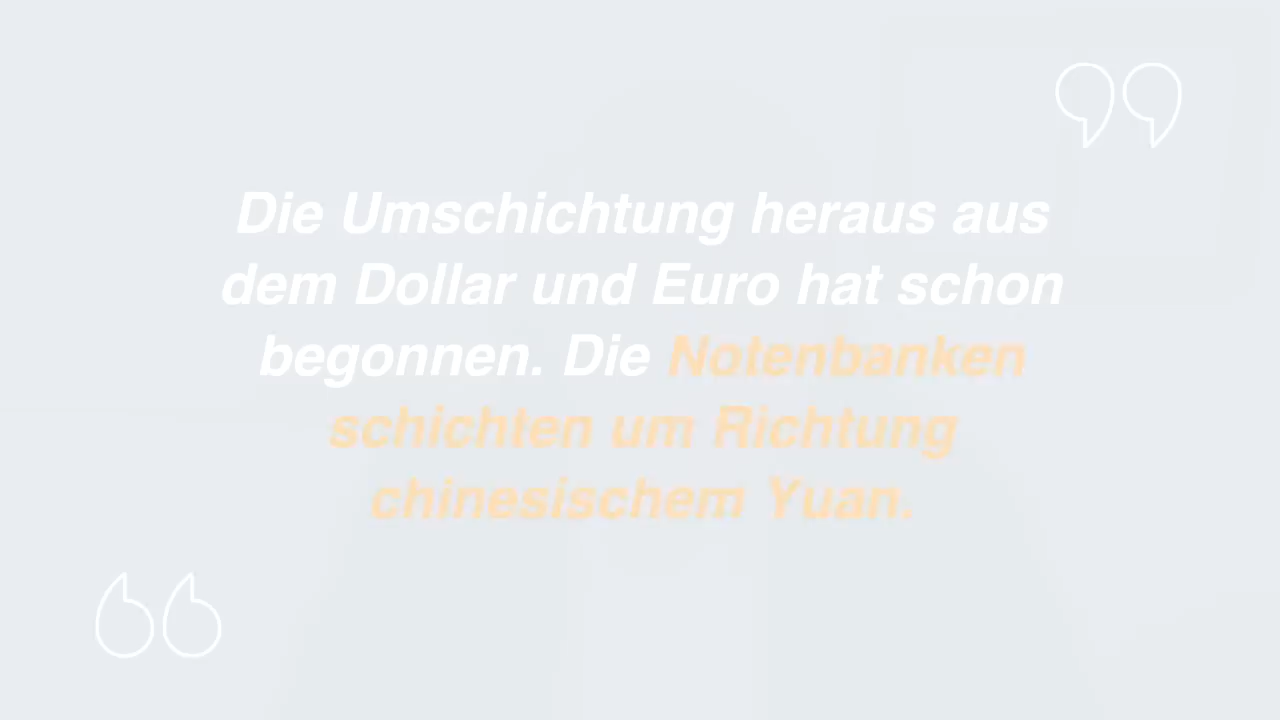 Die Umschichtung heraus aus
dem Dollar und Euro hat schon
begonnen. Die Notenbanken
schichten um Richtung
chinesischem Yuan.